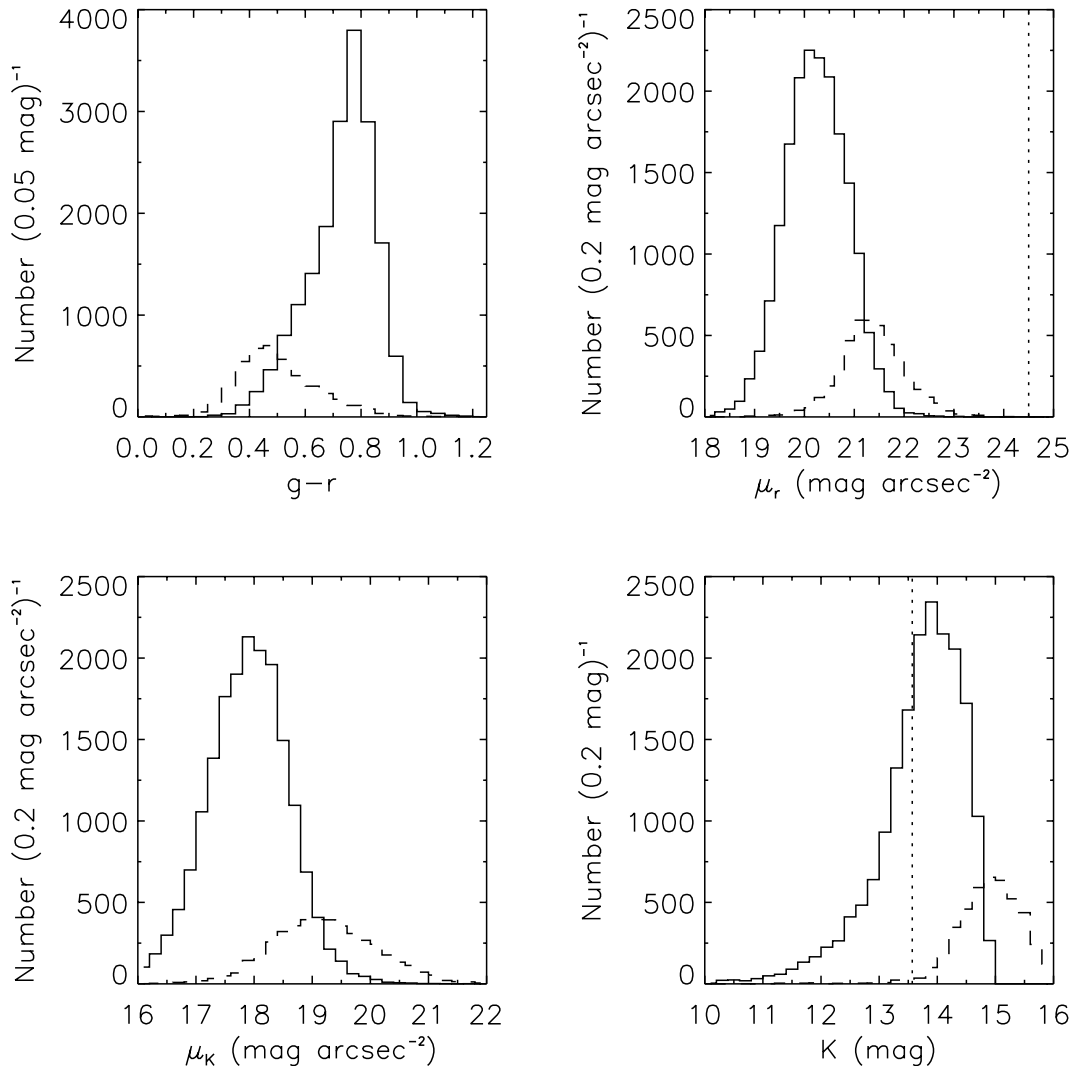 4000
3000
2000
1000
0
Number (0.05 mag)⁻¹
0.0 0.2 0.4 0.6 0.8 1.0 1.2
g−r
2500
2000
1500
1000
500
0
Number (0.2 mag arcsec⁻²)⁻¹
18 19 20 21 22 23 24 25
μᵣ (mag arcsec⁻²)
2500
2000
1500
1000
500
0
Number (0.2 mag arcsec⁻²)⁻¹
16 17 18 19 20 21 22
μ_K (mag arcsec⁻²)
2500
2000
1500
1000
500
0
Number (0.2 mag)⁻¹
10 11 12 13 14 15 16
K (mag)